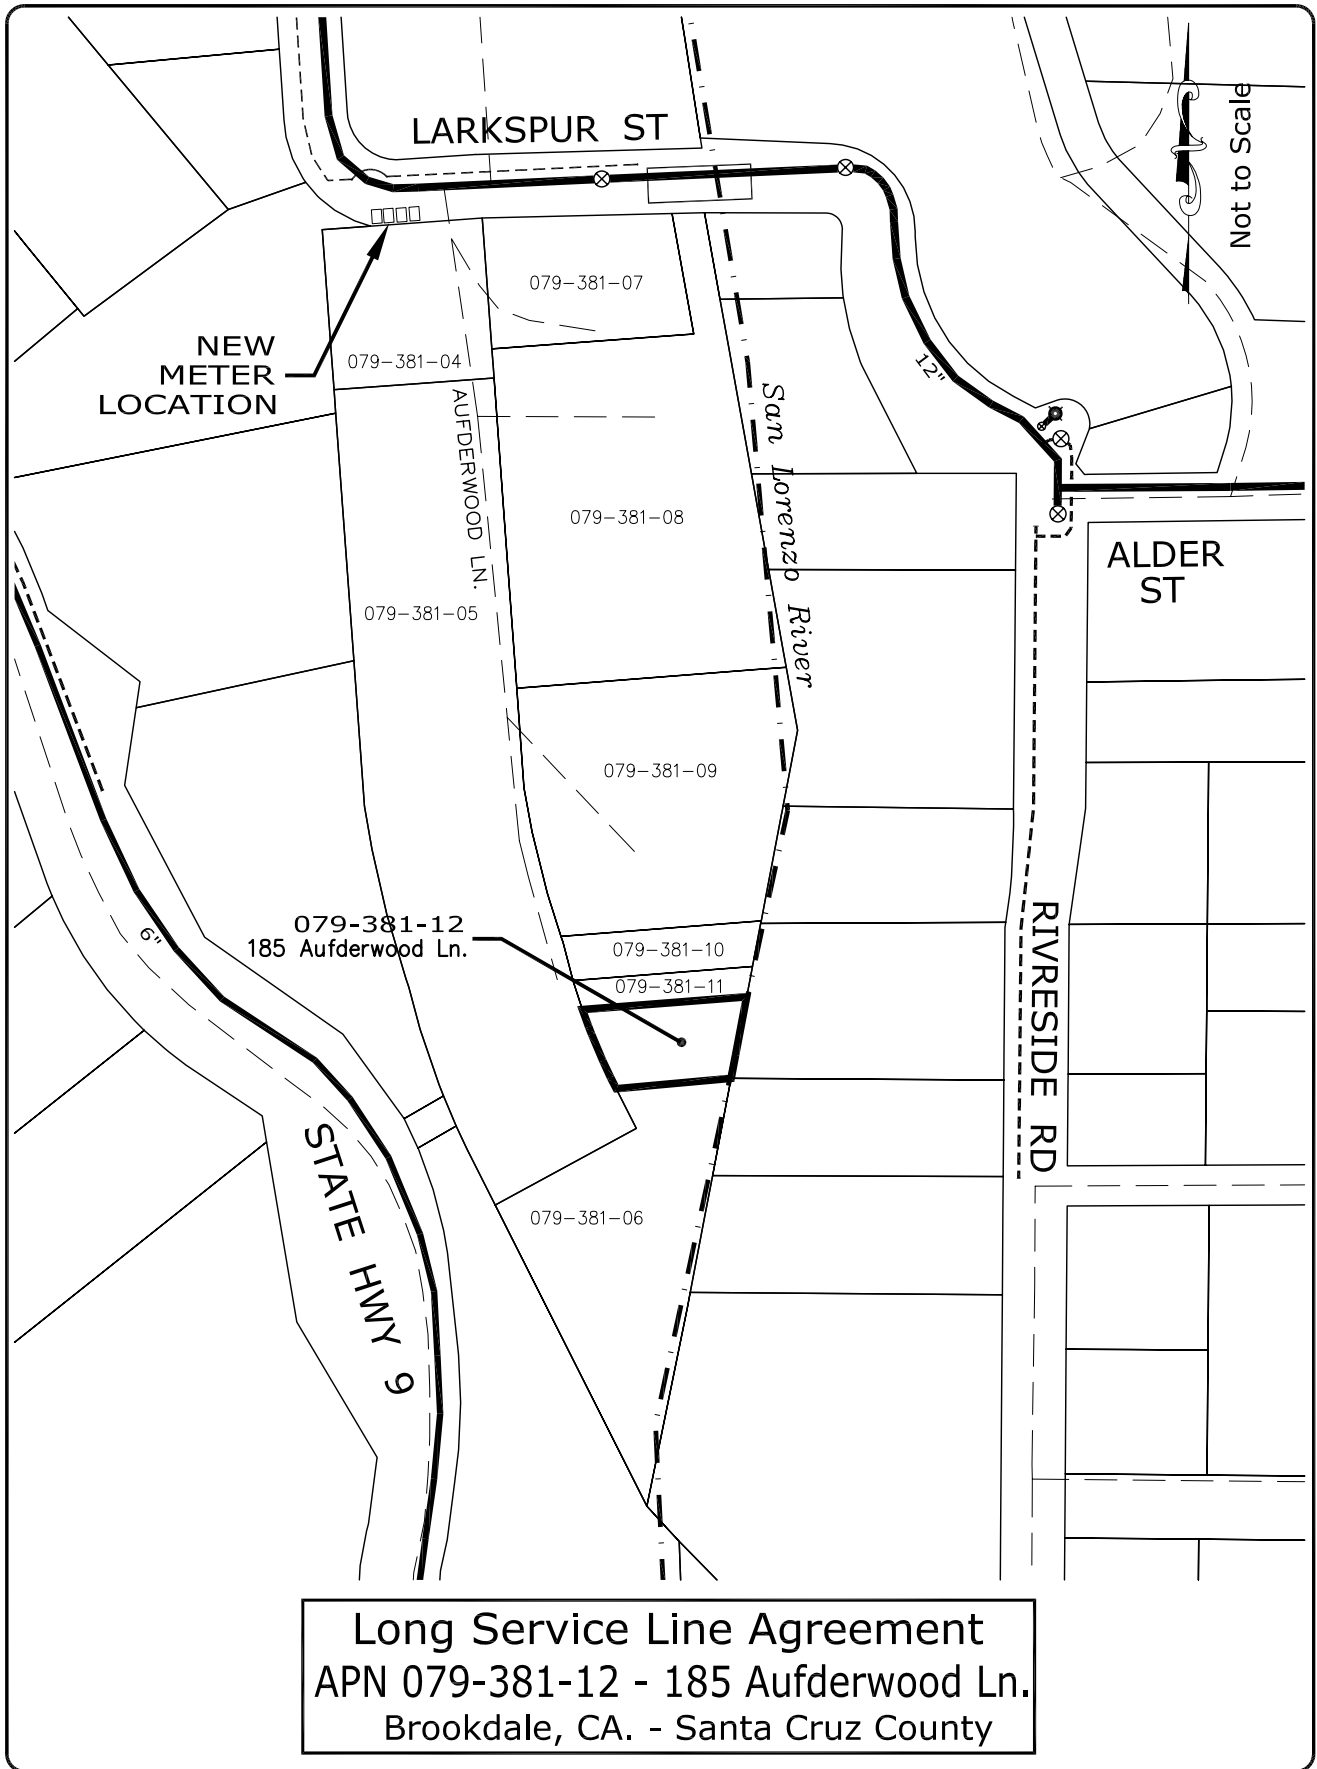 LARKSPUR ST
Not to Scale
NEW
METER
LOCATION
079-381-07
079-381-04
12"
AUFDERWOOD LN.
San Lorenzo River
079-381-08
ALDER
ST
079-381-05
079-381-09
079-381-12
185 Aufderwood Ln.
6"
079-381-10
079-381-11
RIVRESIDE RD
STATE HWY 9
079-381-06
Long Service Line Agreement
APN 079-381-12 - 185 Aufderwood Ln.
Brookdale, CA. - Santa Cruz County